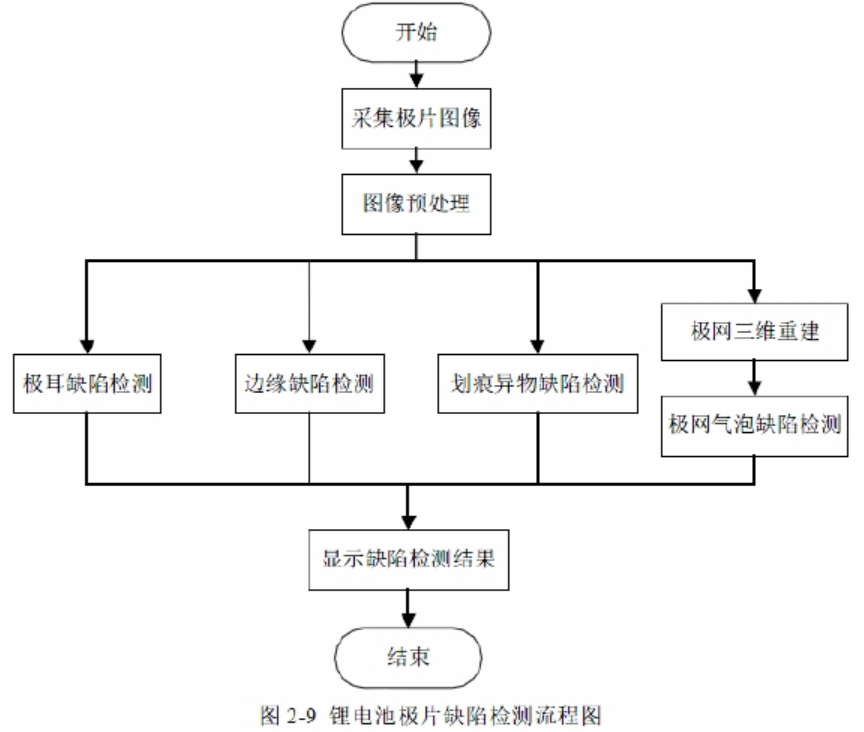 开始
采集极片图像
图像预处理
极网三维重建
极耳缺陷检测
边缘缺陷检测
划痕异物缺陷检测
极网气泡缺陷检测
显示缺陷检测结果
结束
图 2-9 锂电池极片缺陷检测流程图